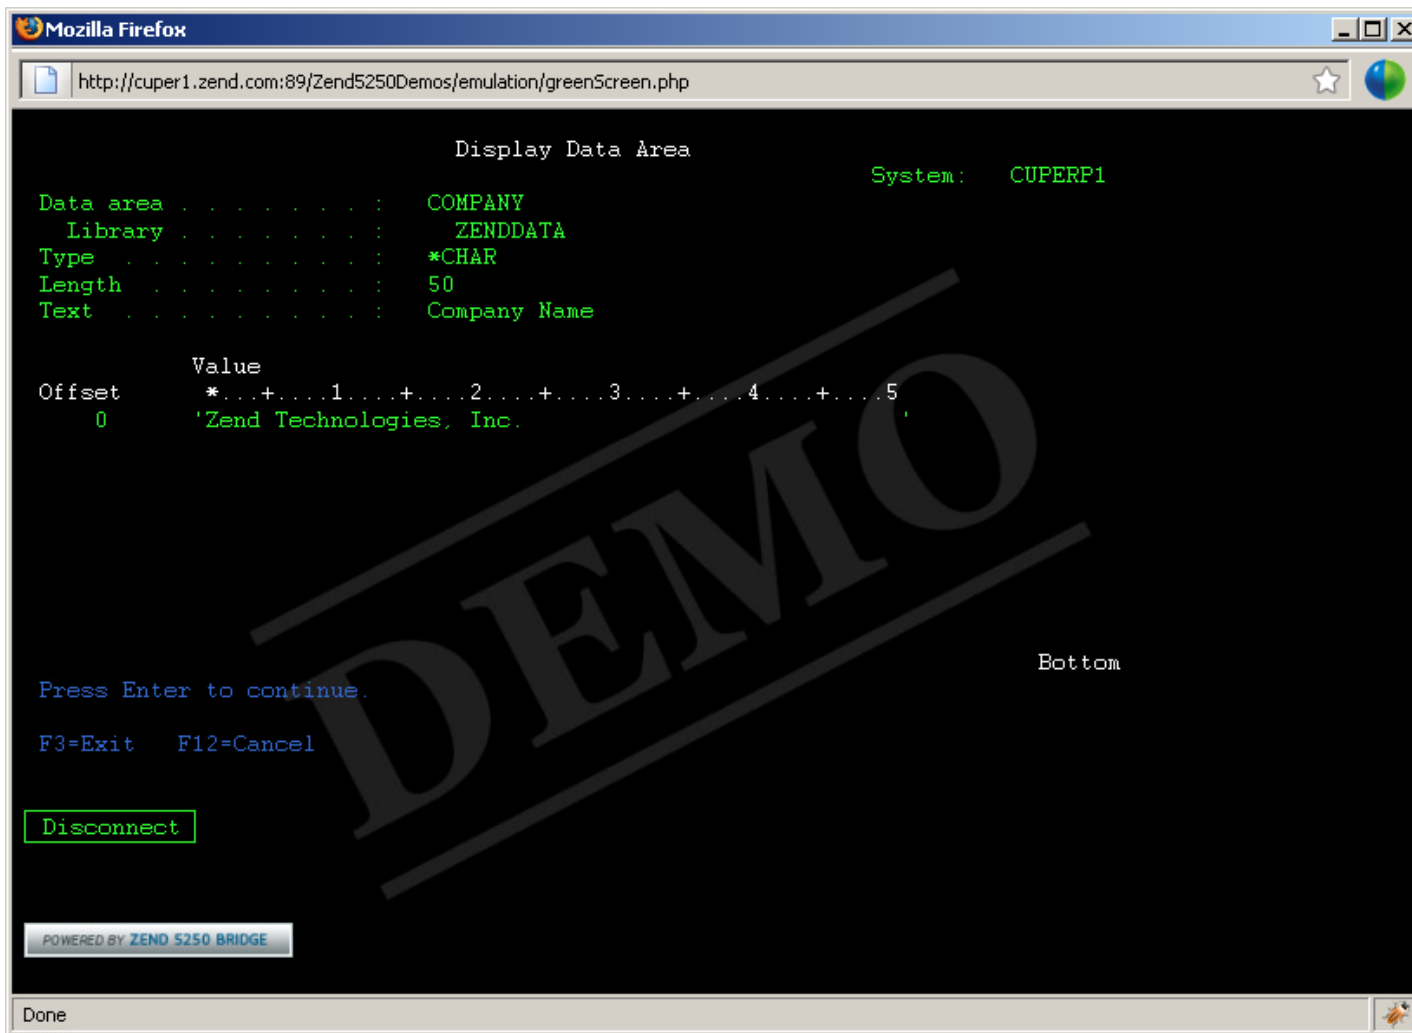 Mozilla Firefox
http://cuper1.zend.com:89/Zend5250Demos/emulation/greenScreen.php
Display Data Area
System: CUPERP1
Data area . . . . . . . : COMPANY
Library . . . . . . . : ZENDDATA
Type . . . . . . . . . : *CHAR
Length . . . . . . . . : 50
Text . . . . . . . . . : Company Name
Value
Offset *...+....1....+....2....+....3....+....4....+....5
0 'Zend Technologies, Inc. '
DEMO
Bottom
Press Enter to continue.
F3=Exit F12=Cancel
Disconnect
POWERED BY ZEND 5250 BRIDGE
Done